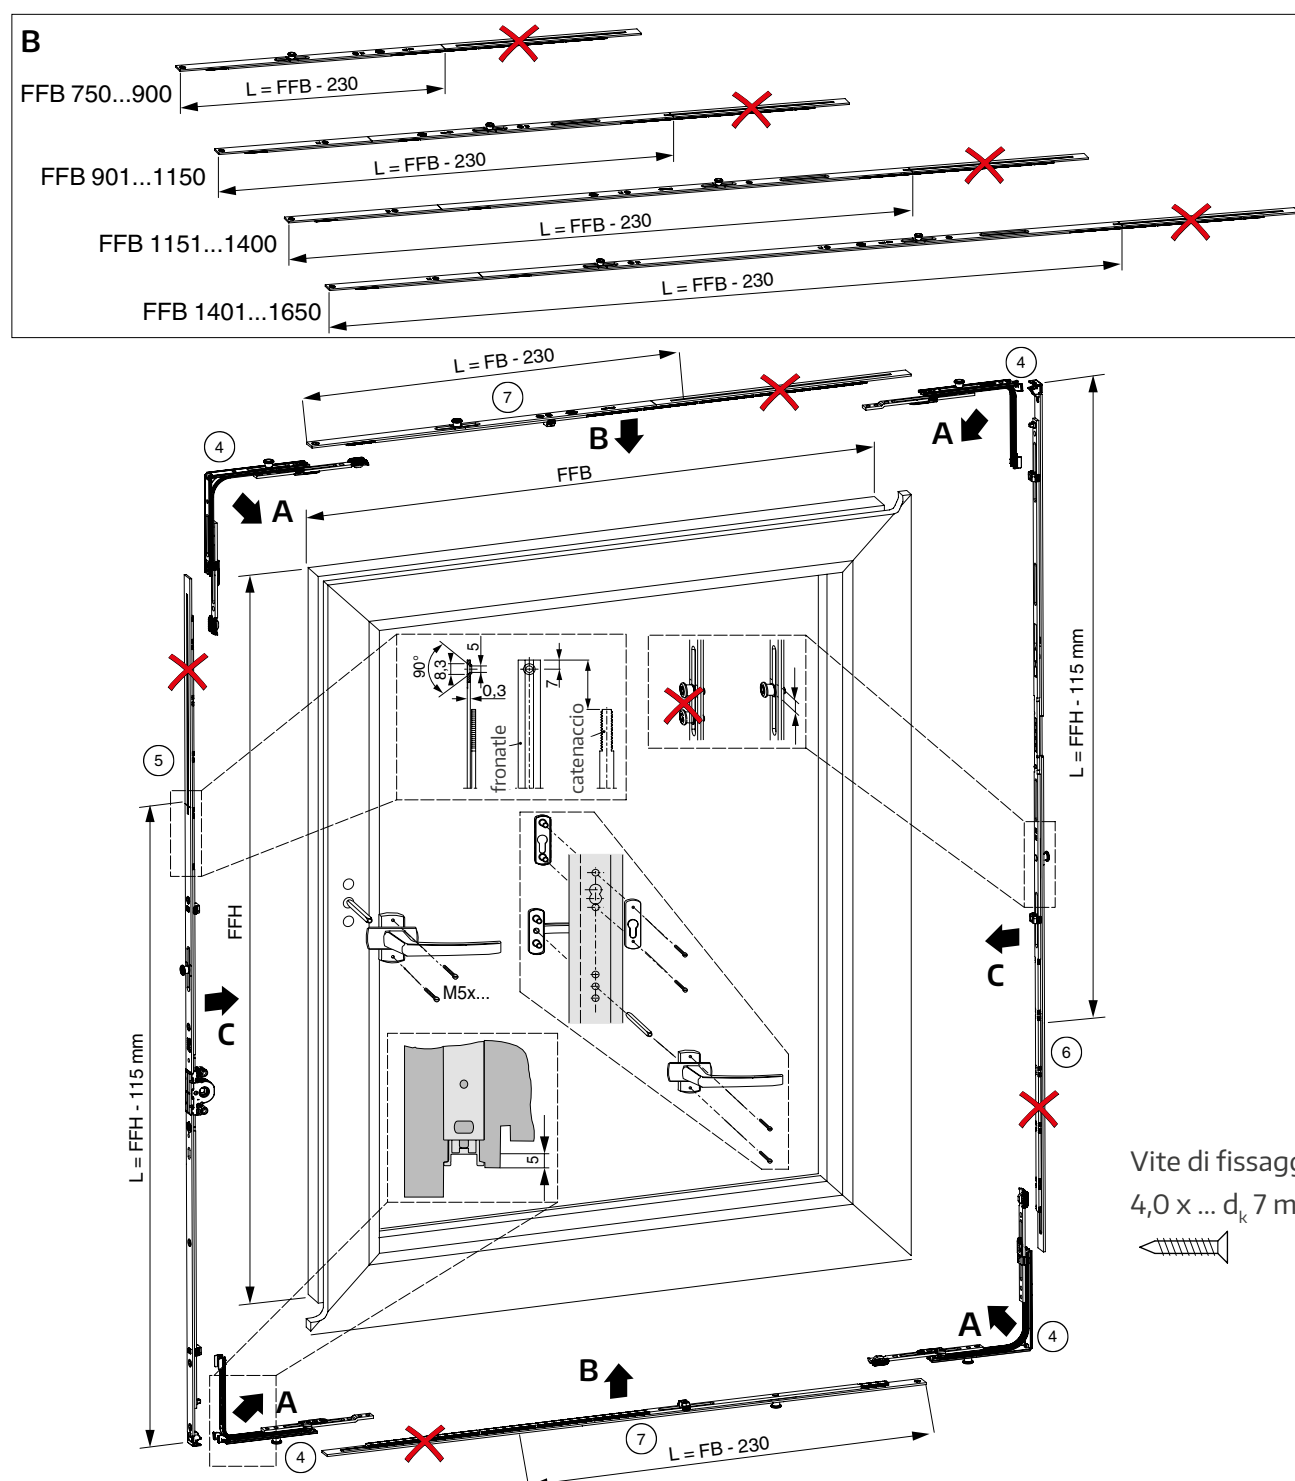 B
FFB 750...900
L = FFB - 230
FFB 901...1150
L = FFB - 230
FFB 1151...1400
L = FFB - 230
FFB 1401...1650
L = FFB - 230
L = FB - 230
7
4
4
B
A
A
FFB
90°
8,3
5
0,3
7
fronatle
catenaccio
5
L = FFH - 115 mm
FFH
M5x...
C
C
L = FFH - 115 mm
6
5
Vite di fissagg
4,0 x ... dk 7 m
A
4
B
A
4
7
L = FB - 230